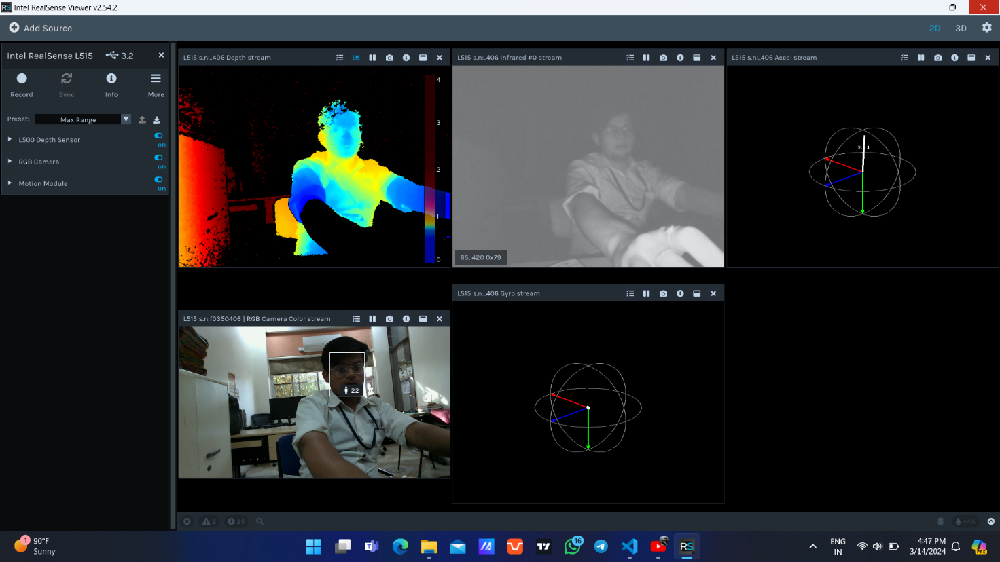 Intel RealSense Viewer v2.54.2
Add Source
2D
3D
Intel RealSense L515
3.2
Record
Sync
Info
More
Preset:
Max Range
L500 Depth Sensor
on
RGB Camera
on
Motion Module
on
L515 s.n:..406 Depth stream
4
3
2
1
0
L515 s.n:..406 Infrared #0 stream
65, 420 0x79
L515 s.n:..406 Accel stream
L515 s.n:f0350406 | RGB Camera Color stream
22
L515 s.n:..406 Gyro stream
2
25
44%
1
90°F
Sunny
16
RS
PRE
ENG
IN
4:47 PM
3/14/2024